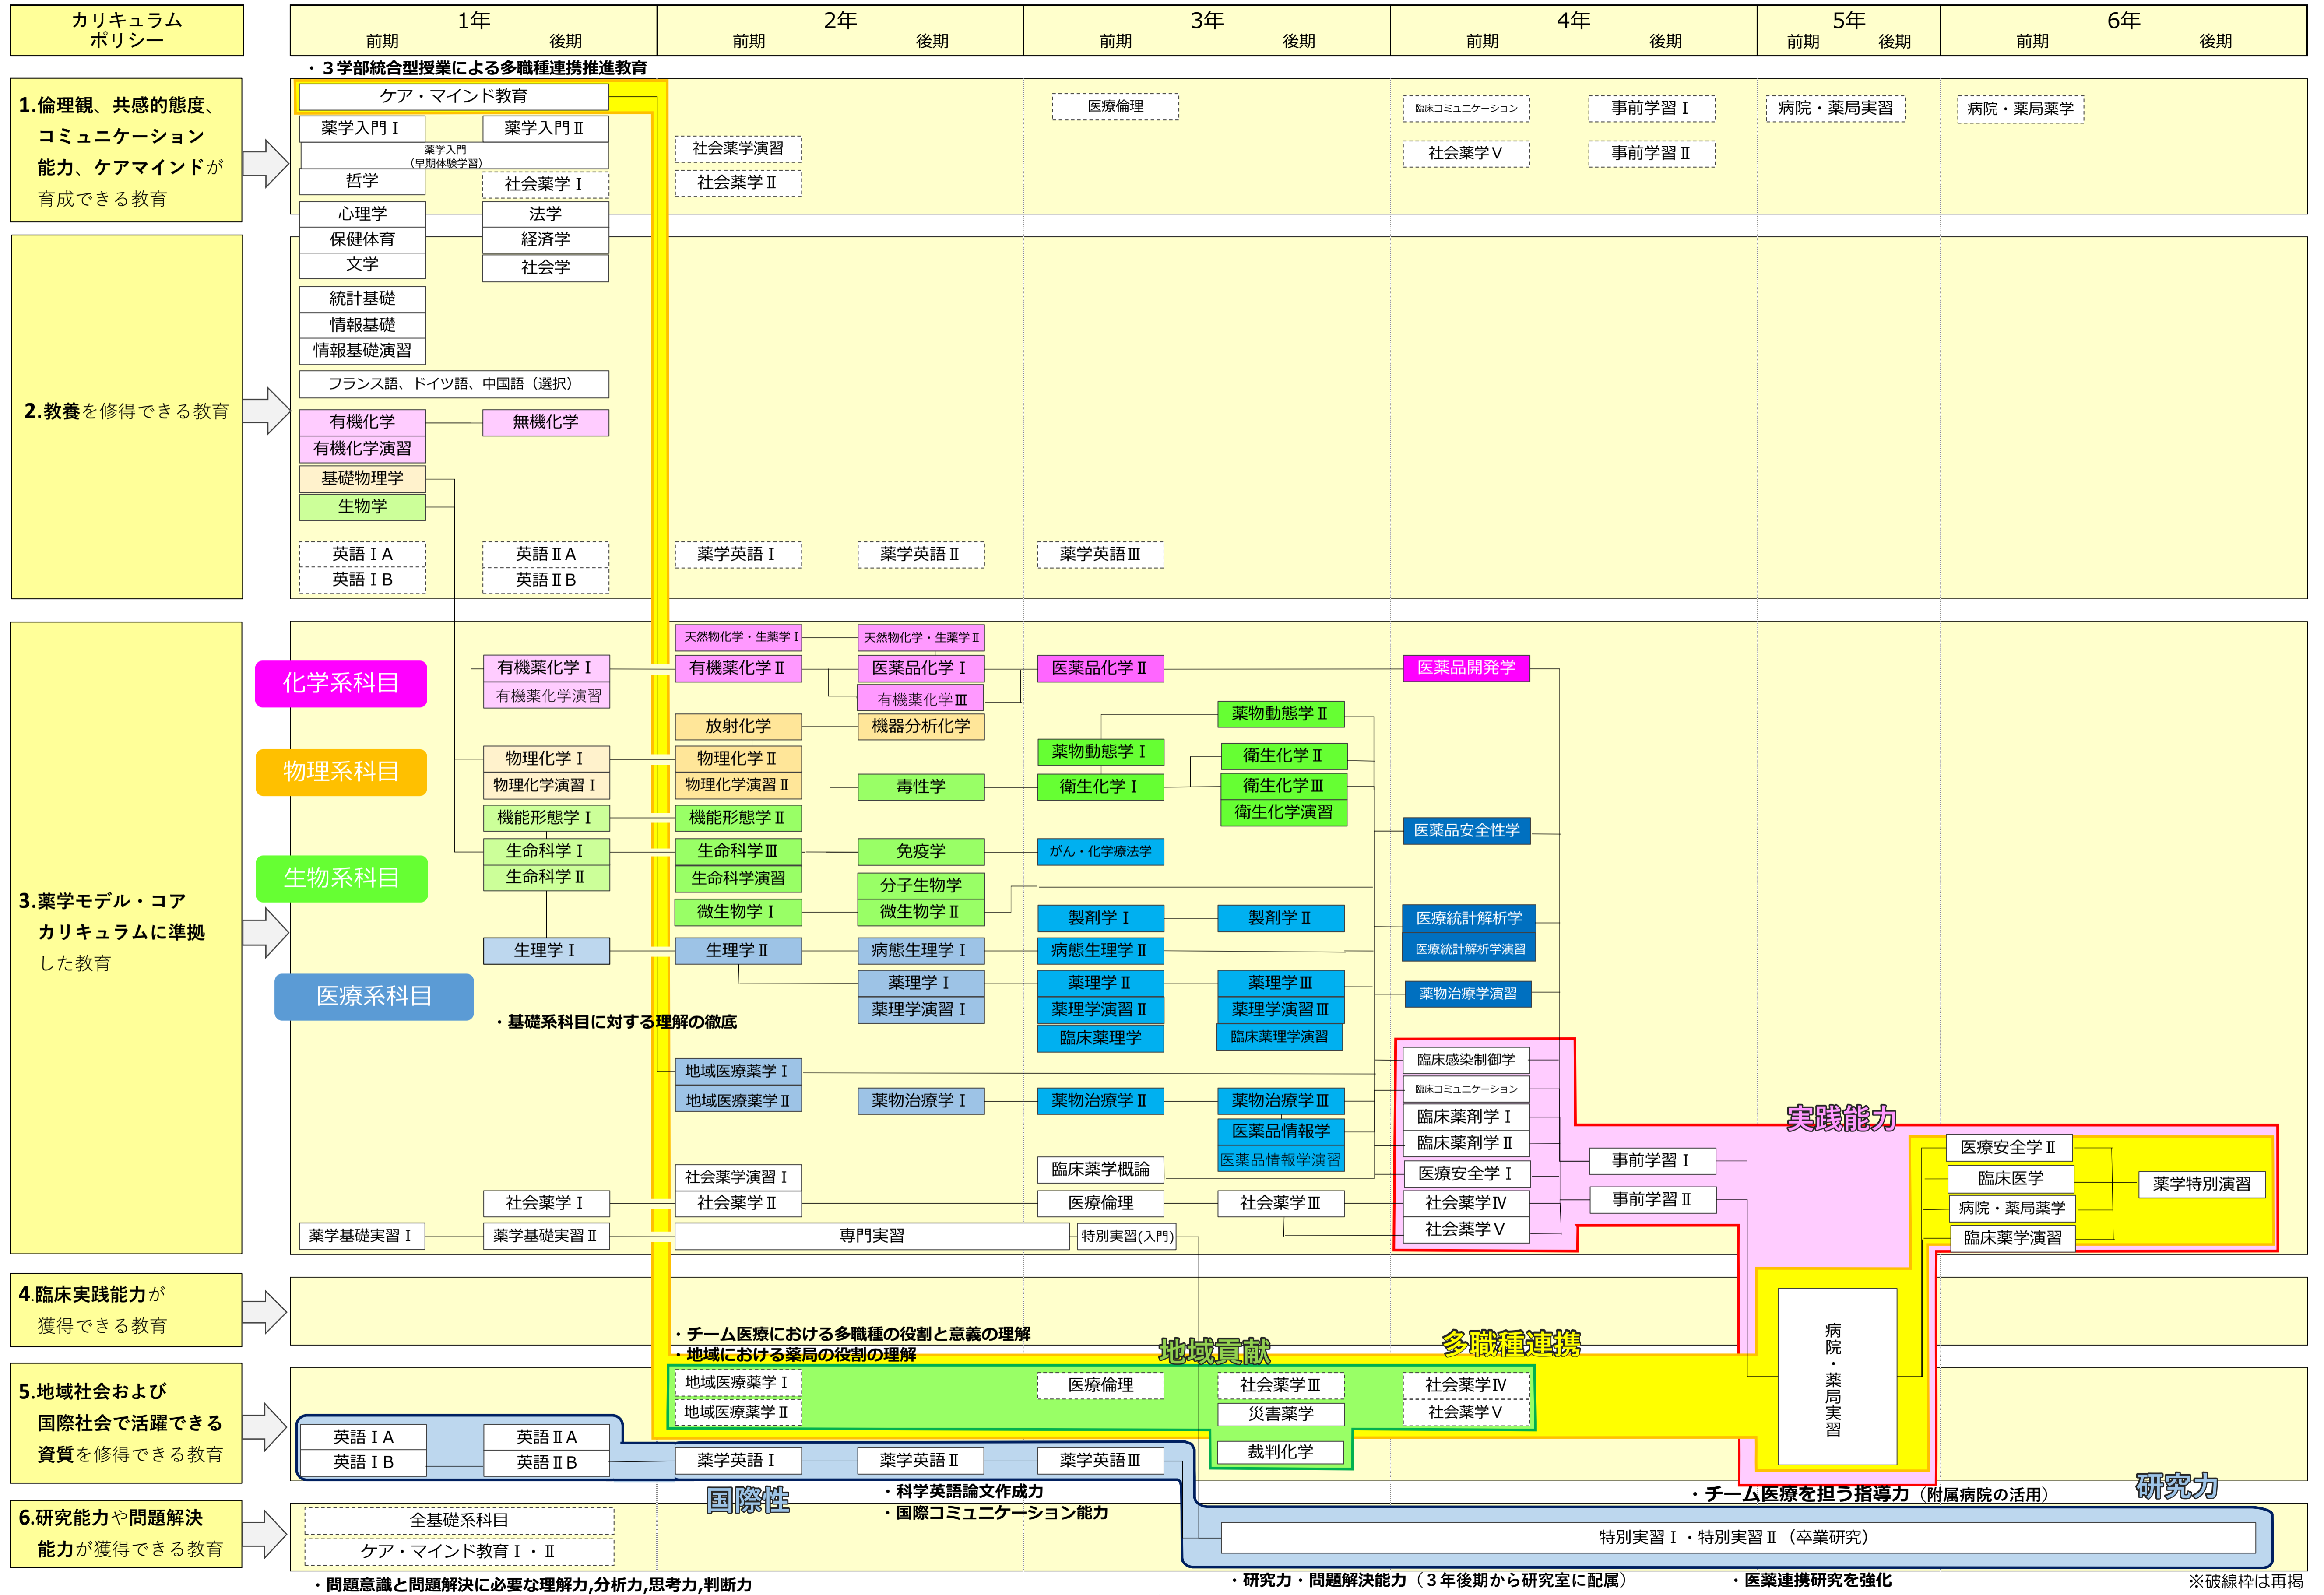 カリキュラム
ポリシー
1年
前期
後期
2年
前期
後期
3年
前期
後期
4年
前期
後期
5年
前期
後期
6年
前期
後期
・３学部統合型授業による多職種連携推進教育
1.倫理観、共感的態度、
コミュニケーション
能力、ケアマインドが
育成できる教育
ケア・マインド教育
薬学入門Ⅰ
薬学入門Ⅱ
薬学入門
（早期体験学習）
哲学
社会薬学Ⅰ
社会薬学演習
社会薬学Ⅱ
医療倫理
臨床コミュニケーション
社会薬学Ⅴ
事前学習Ⅰ
事前学習Ⅱ
病院・薬局実習
病院・薬局薬学
心理学
法学
保健体育
経済学
文学
社会学
2.教養を修得できる教育
統計基礎
情報基礎
情報基礎演習
フランス語、ドイツ語、中国語（選択）
有機化学
無機化学
有機化学演習
基礎物理学
生物学
英語ⅠA
英語ⅡA
薬学英語Ⅰ
薬学英語Ⅱ
薬学英語Ⅲ
英語ⅠB
英語ⅡB
3.薬学モデル・コア
カリキュラムに準拠
した教育
化学系科目
物理系科目
生物系科目
医療系科目
天然物化学・生薬学Ⅰ
天然物化学・生薬学Ⅱ
有機薬化学Ⅰ
有機薬化学Ⅱ
医薬品化学Ⅰ
医薬品化学Ⅱ
医薬品開発学
有機薬化学演習
有機薬化学Ⅲ
放射化学
機器分析化学
薬物動態学Ⅱ
物理化学Ⅰ
物理化学Ⅱ
薬物動態学Ⅰ
衛生化学Ⅱ
物理化学演習Ⅰ
物理化学演習Ⅱ
毒性学
衛生化学Ⅰ
衛生化学Ⅲ
衛生化学演習
機能形態学Ⅰ
機能形態学Ⅱ
医薬品安全性学
生命科学Ⅰ
生命科学Ⅲ
免疫学
がん・化学療法学
生命科学Ⅱ
生命科学演習
分子生物学
微生物学Ⅰ
微生物学Ⅱ
製剤学Ⅰ
製剤学Ⅱ
医療統計解析学
医療統計解析学演習
生理学Ⅰ
生理学Ⅱ
病態生理学Ⅰ
病態生理学Ⅱ
薬理学Ⅰ
薬理学Ⅱ
薬理学Ⅲ
薬物治療学演習
薬理学演習Ⅰ
薬理学演習Ⅱ
薬理学演習Ⅲ
・基礎系科目に対する理解の徹底
臨床薬理学
臨床薬理学演習
地域医療薬学Ⅰ
地域医療薬学Ⅱ
薬物治療学Ⅰ
薬物治療学Ⅱ
薬物治療学Ⅲ
医薬品情報学
医薬品情報学演習
臨床感染制御学
臨床コミュニケーション
臨床薬剤学Ⅰ
臨床薬剤学Ⅱ
医療安全学Ⅰ
実践能力
社会薬学演習Ⅰ
臨床薬学概論
事前学習Ⅰ
社会薬学Ⅰ
社会薬学Ⅱ
医療倫理
社会薬学Ⅲ
社会薬学Ⅳ
事前学習Ⅱ
社会薬学Ⅴ
薬学基礎実習Ⅰ
薬学基礎実習Ⅱ
専門実習
特別実習(入門)
医療安全学Ⅱ
臨床医学
病院・薬局薬学
臨床薬学演習
薬学特別演習
4.臨床実践能力が
獲得できる教育
・チーム医療における多職種の役割と意義の理解
・地域における薬局の役割の理解
地域貢献
多職種連携
病院・薬局実習
5.地域社会および
国際社会で活躍できる
資質を修得できる教育
地域医療薬学Ⅰ
医療倫理
社会薬学Ⅲ
社会薬学Ⅳ
地域医療薬学Ⅱ
災害薬学
社会薬学Ⅴ
裁判化学
英語ⅠA
英語ⅡA
英語ⅠB
英語ⅡB
薬学英語Ⅰ
薬学英語Ⅱ
薬学英語Ⅲ
国際性
・科学英語論文作成力
・国際コミュニケーション能力
・チーム医療を担う指導力（附属病院の活用）
研究力
6.研究能力や問題解決
能力が獲得できる教育
全基礎系科目
ケア・マインド教育Ⅰ・Ⅱ
特別実習Ⅰ・特別実習Ⅱ（卒業研究）
・問題意識と問題解決に必要な理解力,分析力,思考力,判断力
・研究力・問題解決能力（３年後期から研究室に配属）
・医薬連携研究を強化
※破線枠は再掲